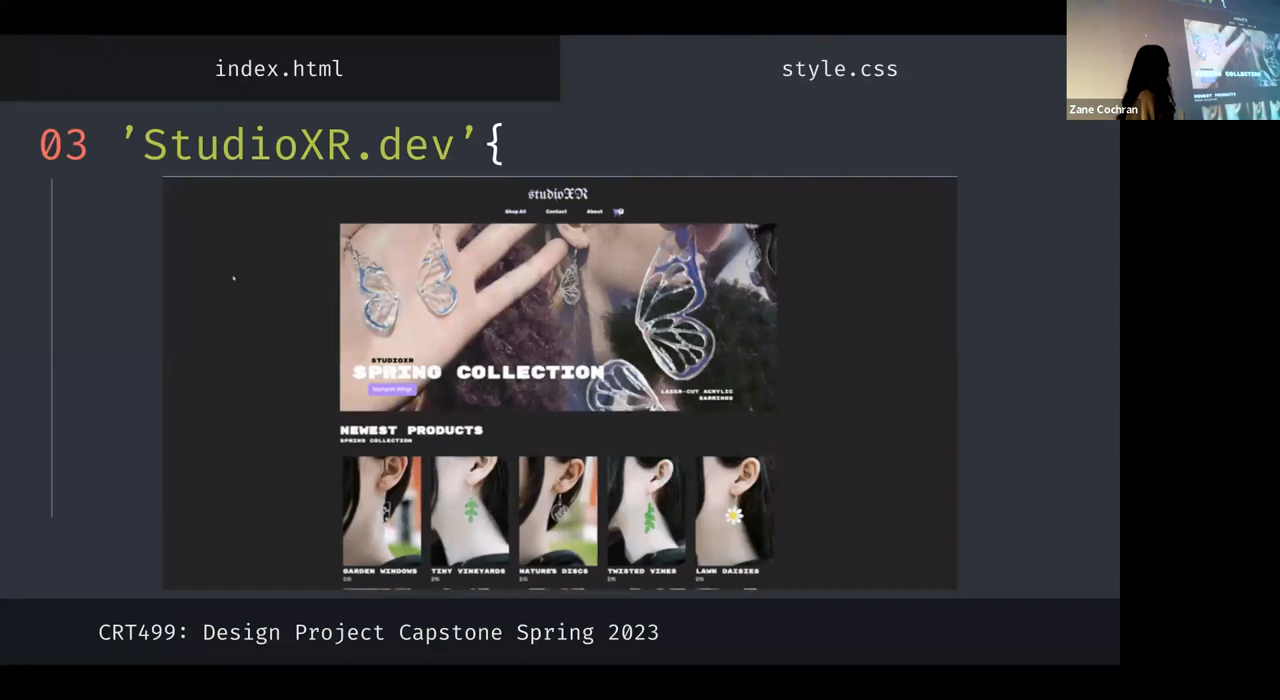 index.html
style.css
Zane Cochran
03 ’StudioXR.dev’{
studioXR
Shop All Contact About
STUDIOXR
SPRING COLLECTION
LASER-CUT ACRYLIC
EARRINGS
NEWEST PRODUCTS
SPRING COLLECTION
GARDEN WINDOWS TINY VINEYARDS NATURE'S DISCS TWISTED VINES LAWN DAISIES
CRT499: Design Project Capstone Spring 2023